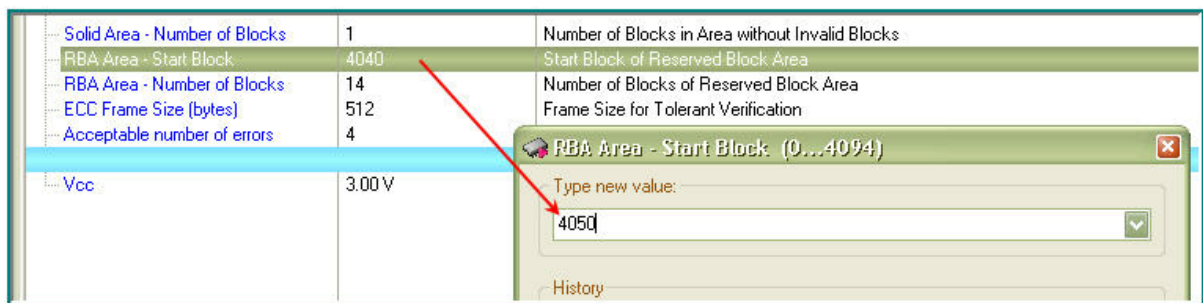 Solid Area - Number of Blocks 1 Number of Blocks in Area without Invalid Blocks
RBA Area - Start Block 4040 Start Block of Reserved Block Area
RBA Area - Number of Blocks 14 Number of Blocks of Reserved Block Area
ECC Frame Size (bytes) 512 Frame Size for Tolerant Verification
Acceptable number of errors 4
RBA Area - Start Block (0...4094)
Vcc 3.00 V
Type new value:
4050
History